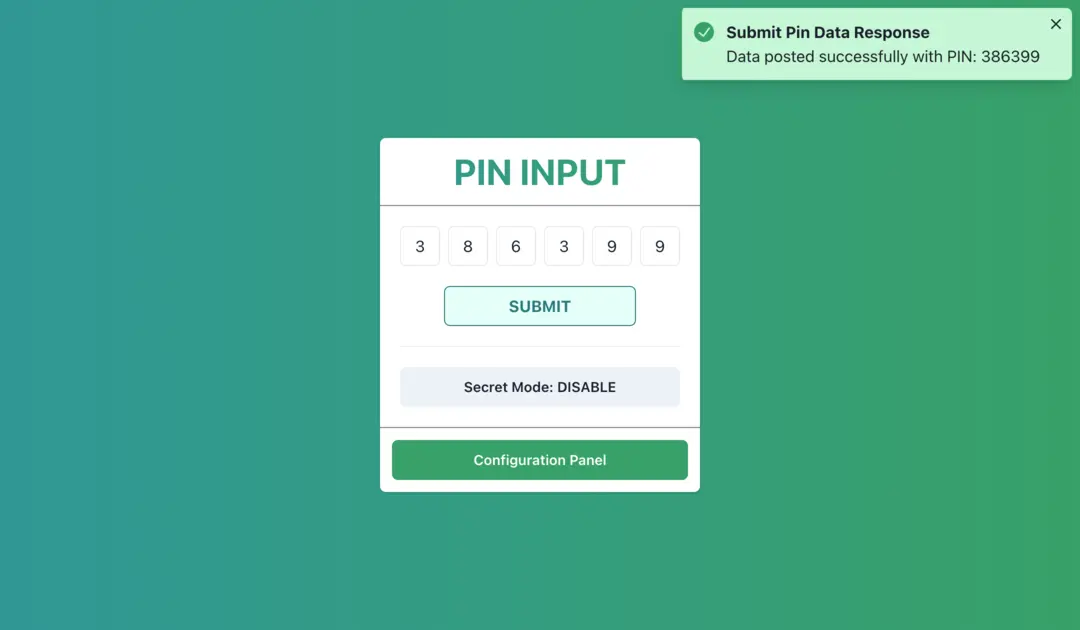 Submit Pin Data Response
Data posted successfully with PIN: 386399
PIN INPUT
3 8 6 3 9 9
SUBMIT
Secret Mode: DISABLE
Configuration Panel